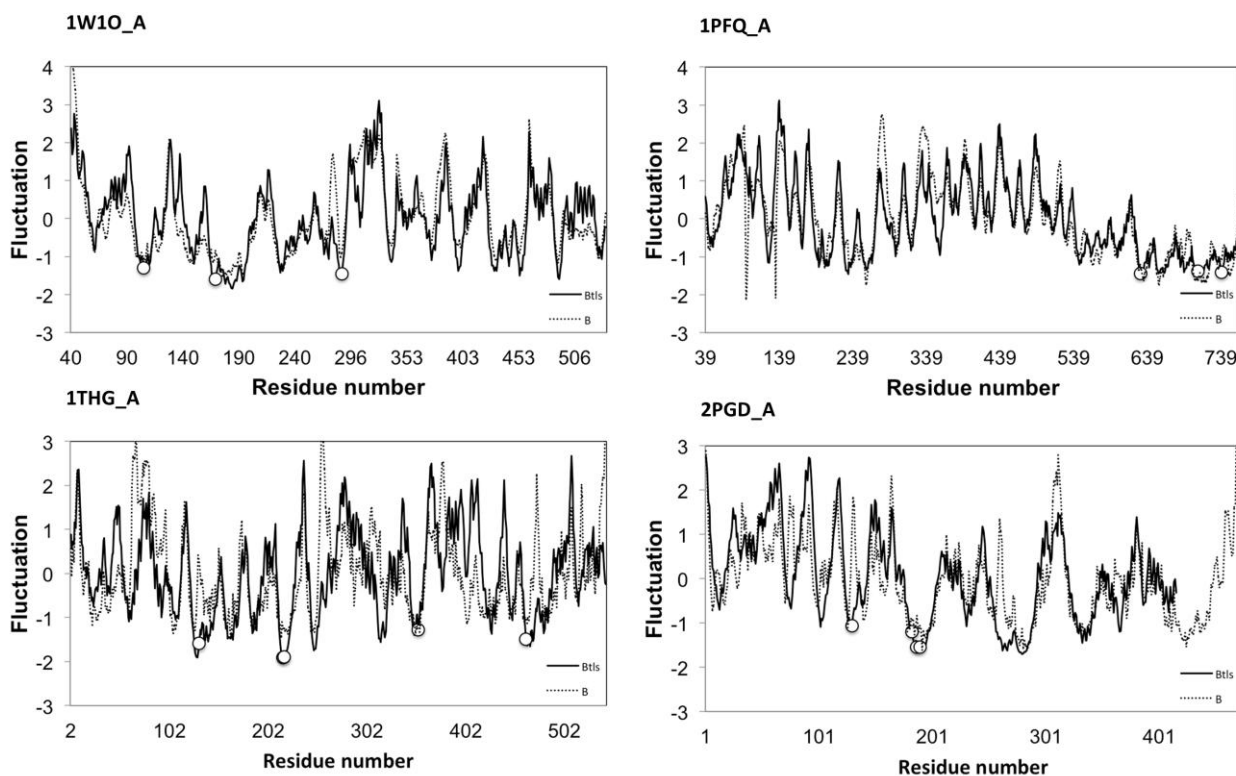 1W1O_A
1PFQ_A
Fluctuation
4
3
2
1
0
-1
-2
-3
Btls
B
40 90 140 190 240 296 353 403 453 506
Residue number
Fluctuation
4
3
2
1
0
-1
-2
-3
Btls
B
39 139 239 339 439 539 639 739
Residue number
1THG_A
2PGD_A
Fluctuation
3
2
1
0
-1
-2
-3
Btls
B
2 102 202 302 402 502
Residue number
Fluctuation
3
2
1
0
-1
-2
-3
Btls
B
1 101 201 301 401
Residue number